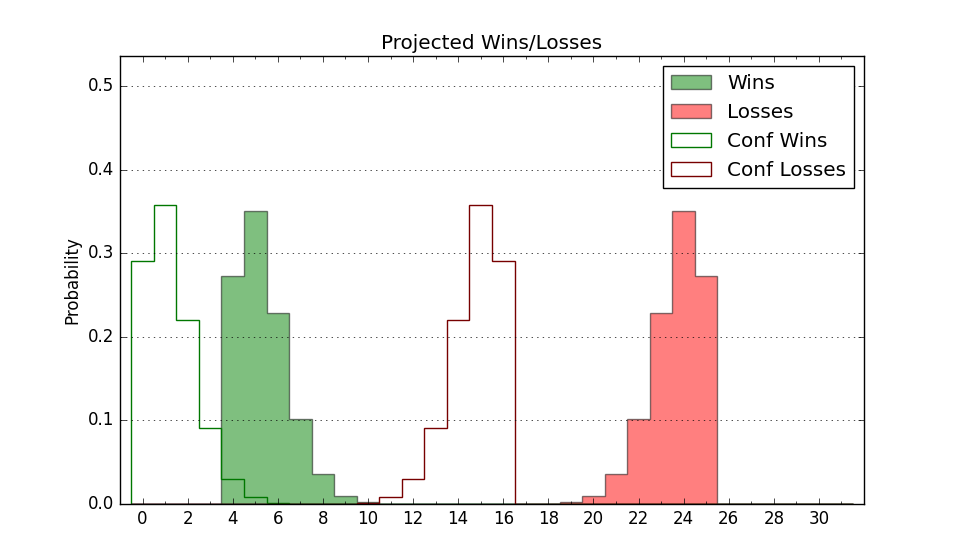 Projected Wins/Losses
Wins
Losses
Conf Wins
Conf Losses
Probability
0.5
0.4
0.3
0.2
0.1
0.0
0 2 4 6 8 10 12 14 16 18 20 22 24 26 28 30